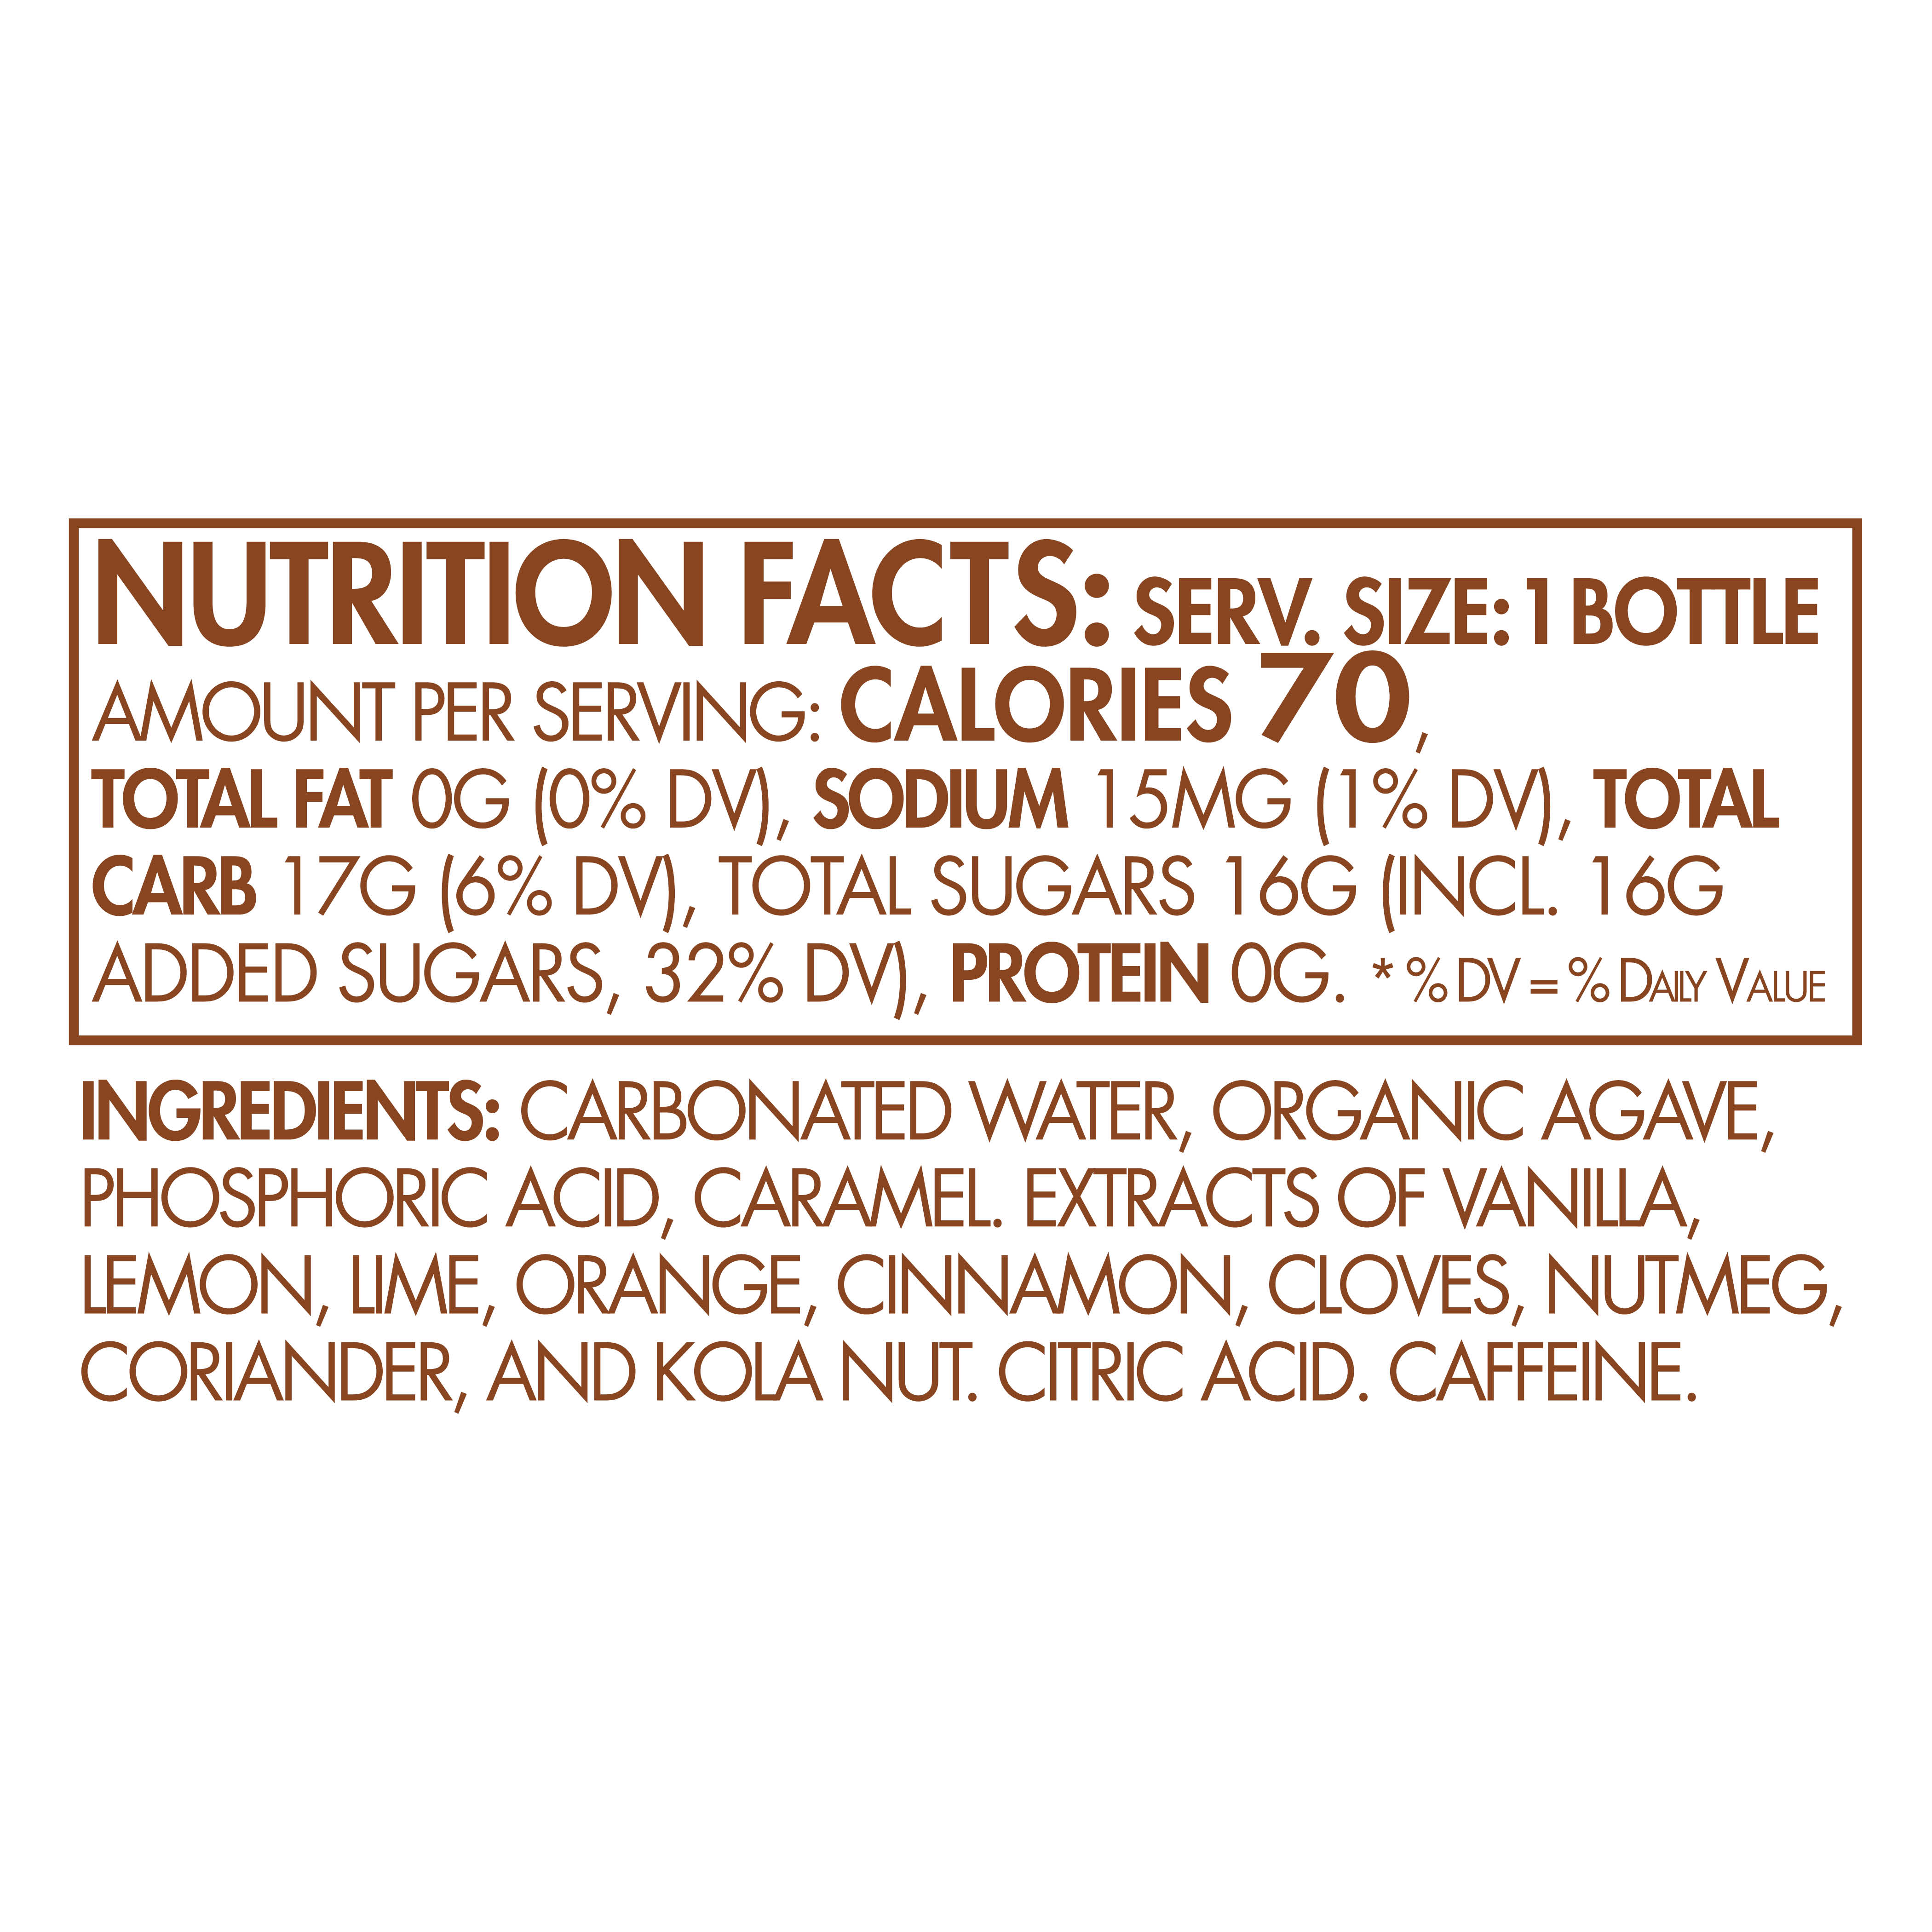 NUTRITION FACTS: SERV. SIZE: 1 BOTTLE
AMOUNT PER SERVING: CALORIES 70,
TOTAL FAT 0G (0% DV), SODIUM 15MG (1% DV), TOTAL
CARB 17G (6% DV), TOTAL SUGARS 16G (INCL. 16G
ADDED SUGARS, 32% DV), PROTEIN 0G. *% DV = % DAILY VALUE
INGREDIENTS: CARBONATED WATER, ORGANIC AGAVE,
PHOSPHORIC ACID, CARAMEL. EXTRACTS OF VANILLA,
LEMON, LIME, ORANGE, CINNAMON, CLOVES, NUTMEG,
CORIANDER, AND KOLA NUT. CITRIC ACID. CAFFEINE.